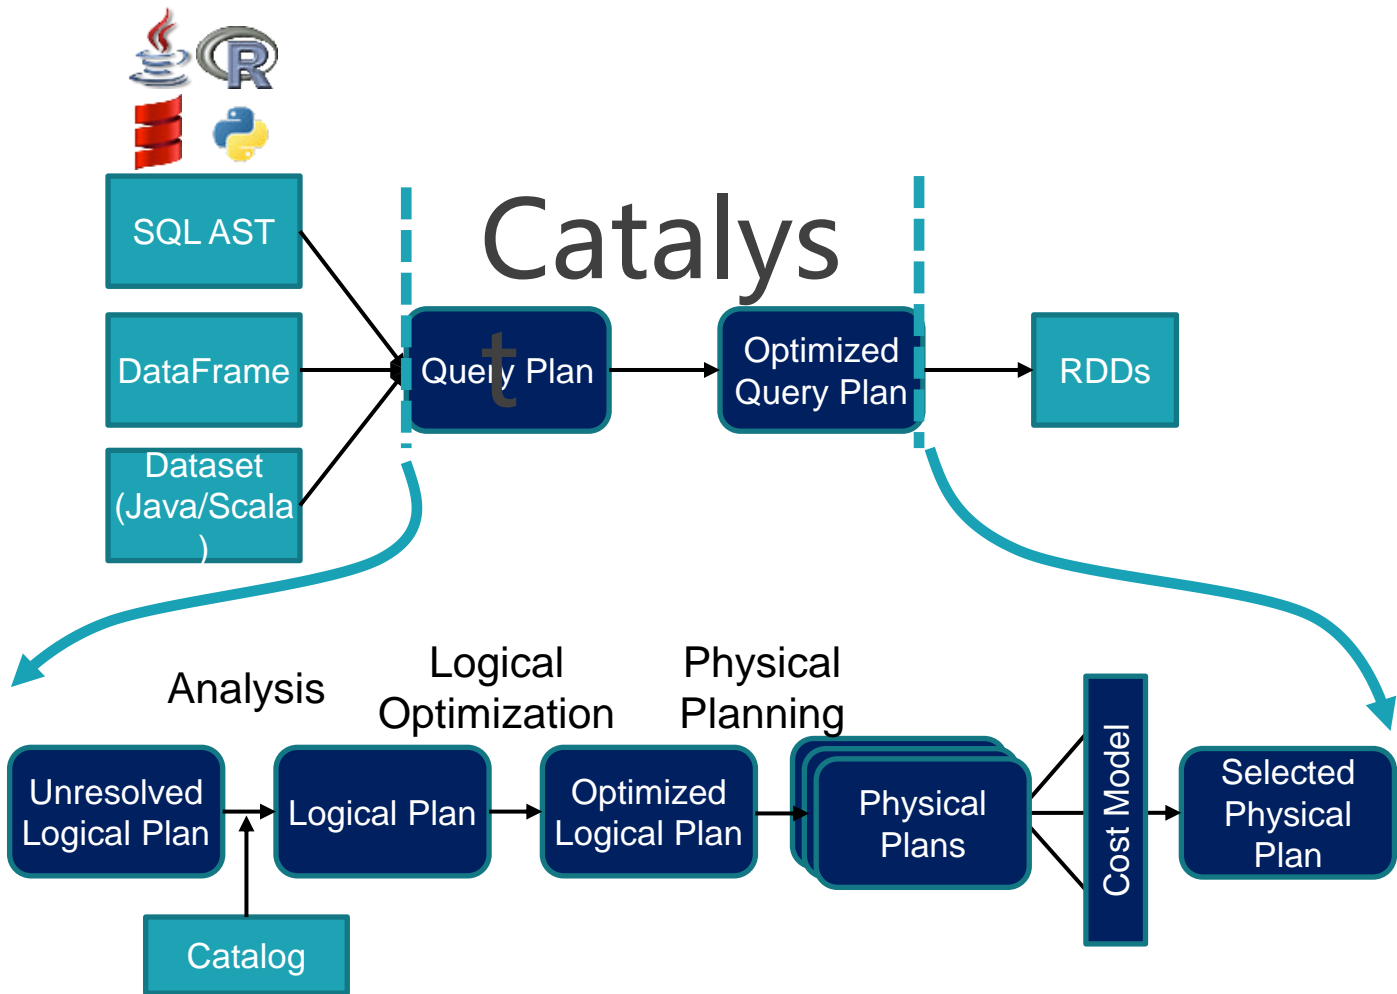 R
SQL AST
Catalys
t
DataFrame
Query Plan
Optimized
Query Plan
RDDs
Dataset
(Java/Scala
)
Analysis
Logical
Optimization
Physical
Planning
Unresolved
Logical Plan
Logical Plan
Optimized
Logical Plan
Physical
Plans
Cost Model
Selected
Physical
Plan
Catalog